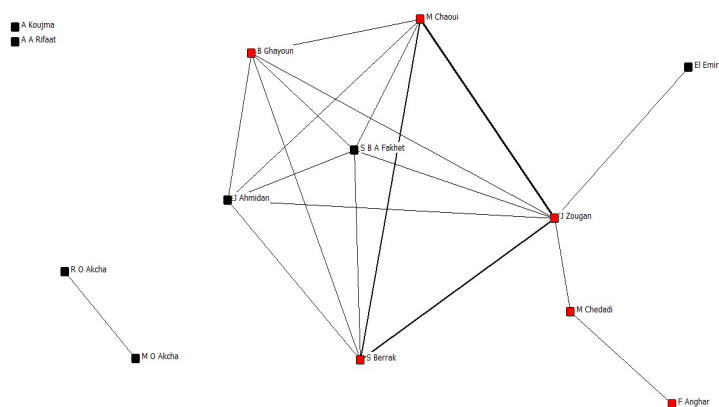 M Chaoui
A Koujma
A A Rifaat
B Ghayoun
El Emir
S B A Fakhet
J Ahmidan
J Zougan
R O Akcha
M Chedadi
M O Akcha
S Berrak
F Anghar